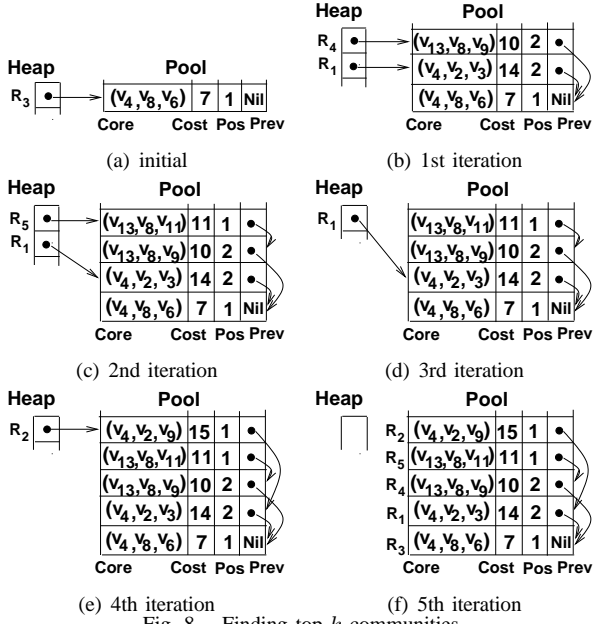 Heap Pool
R3 (v4,v8,v6) 7 1 Nil
Core Cost Pos Prev
(a) initial
Heap Pool
R4 (v13,v8,v9) 10 2
R1 (v4,v2,v3) 14 2
(v4,v8,v6) 7 1 Nil
Core Cost Pos Prev
(b) 1st iteration
Heap Pool
R5 (v13,v8,v11) 11 1
R1 (v13,v8,v9) 10 2
(v4,v2,v3) 14 2
(v4,v8,v6) 7 1 Nil
Core Cost Pos Prev
(c) 2nd iteration
Heap Pool
R1 (v13,v8,v11) 11 1
(v13,v8,v9) 10 2
(v4,v2,v3) 14 2
(v4,v8,v6) 7 1 Nil
Core Cost Pos Prev
(d) 3rd iteration
Heap Pool
R2 (v4,v2,v9) 15 1
(v13,v8,v11) 11 1
(v13,v8,v9) 10 2
(v4,v2,v3) 14 2
(v4,v8,v6) 7 1 Nil
Core Cost Pos Prev
(e) 4th iteration
Heap Pool
R2 (v4,v2,v9) 15 1
R5 (v13,v8,v11) 11 1
R4 (v13,v8,v9) 10 2
R1 (v4,v2,v3) 14 2
R3 (v4,v8,v6) 7 1 Nil
Core Cost Pos Prev
(f) 5th iteration
Fig. 8. Finding top k communities